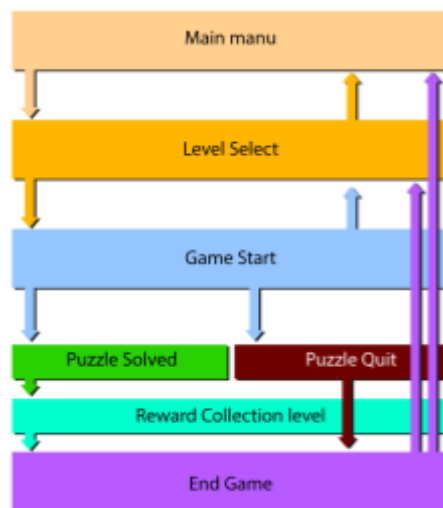 Main manu
Level Select
Game Start
Puzzle Solved
Puzzle Quit
Reward Collection level
End Game